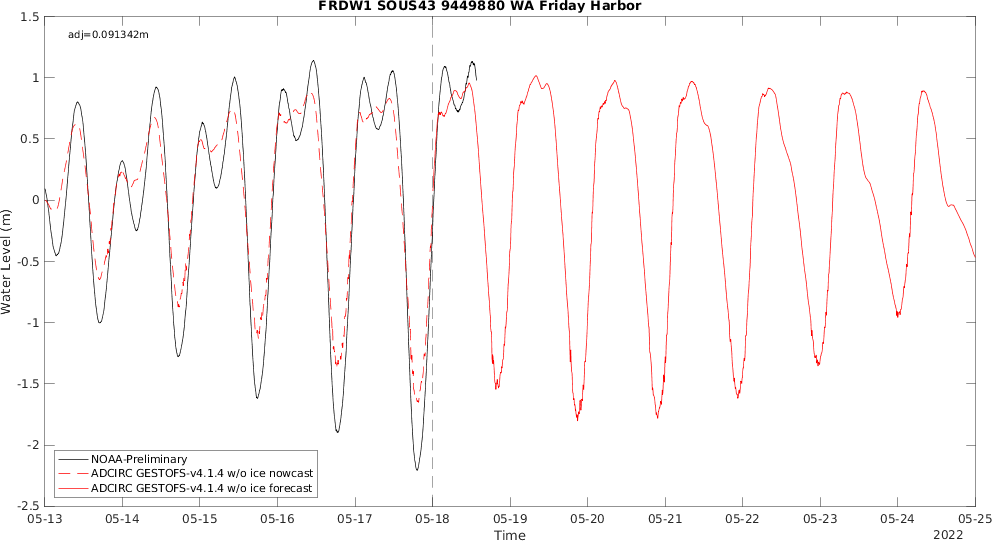 FRDW1 SOUS43 9449880 WA Friday Harbor
adj=0.091342m
1.5
1
0.5
0
-0.5
-1
-1.5
-2
-2.5
Water Level (m)
NOAA-Preliminary
ADCIRC GESTOFS-v4.1.4 w/o ice nowcast
ADCIRC GESTOFS-v4.1.4 w/o ice forecast
05-13 05-14 05-15 05-16 05-17 05-18 05-19 05-20 05-21 05-22 05-23 05-24 05-25
Time
2022